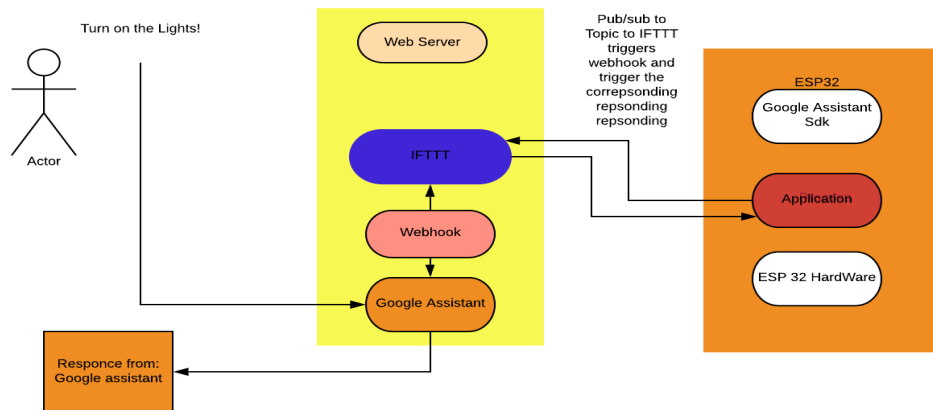 Turn on the Lights!
Actor
Web Server
IFTTT
Webhook
Google Assistant
Responce from:
Google assistant
Pub/sub to
Topic to IFTTT
triggers
webhook and
trigger the
correpsonding
repsonding
repsonding
ESP32
Google Assistant
Sdk
Application
ESP 32 HardWare